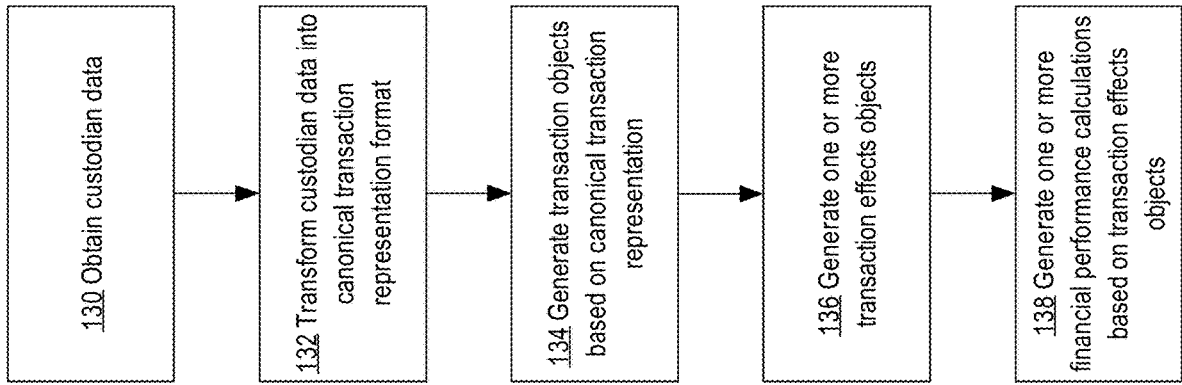 130 Obtain custodian data
132 Transform custodian data into
canonical transaction
representation format
134 Generate transaction objects
based on canonical transaction
representation
136 Generate one or more
transaction effects objects
138 Generate one or more
financial performance calculations
based on transaction effects
objects